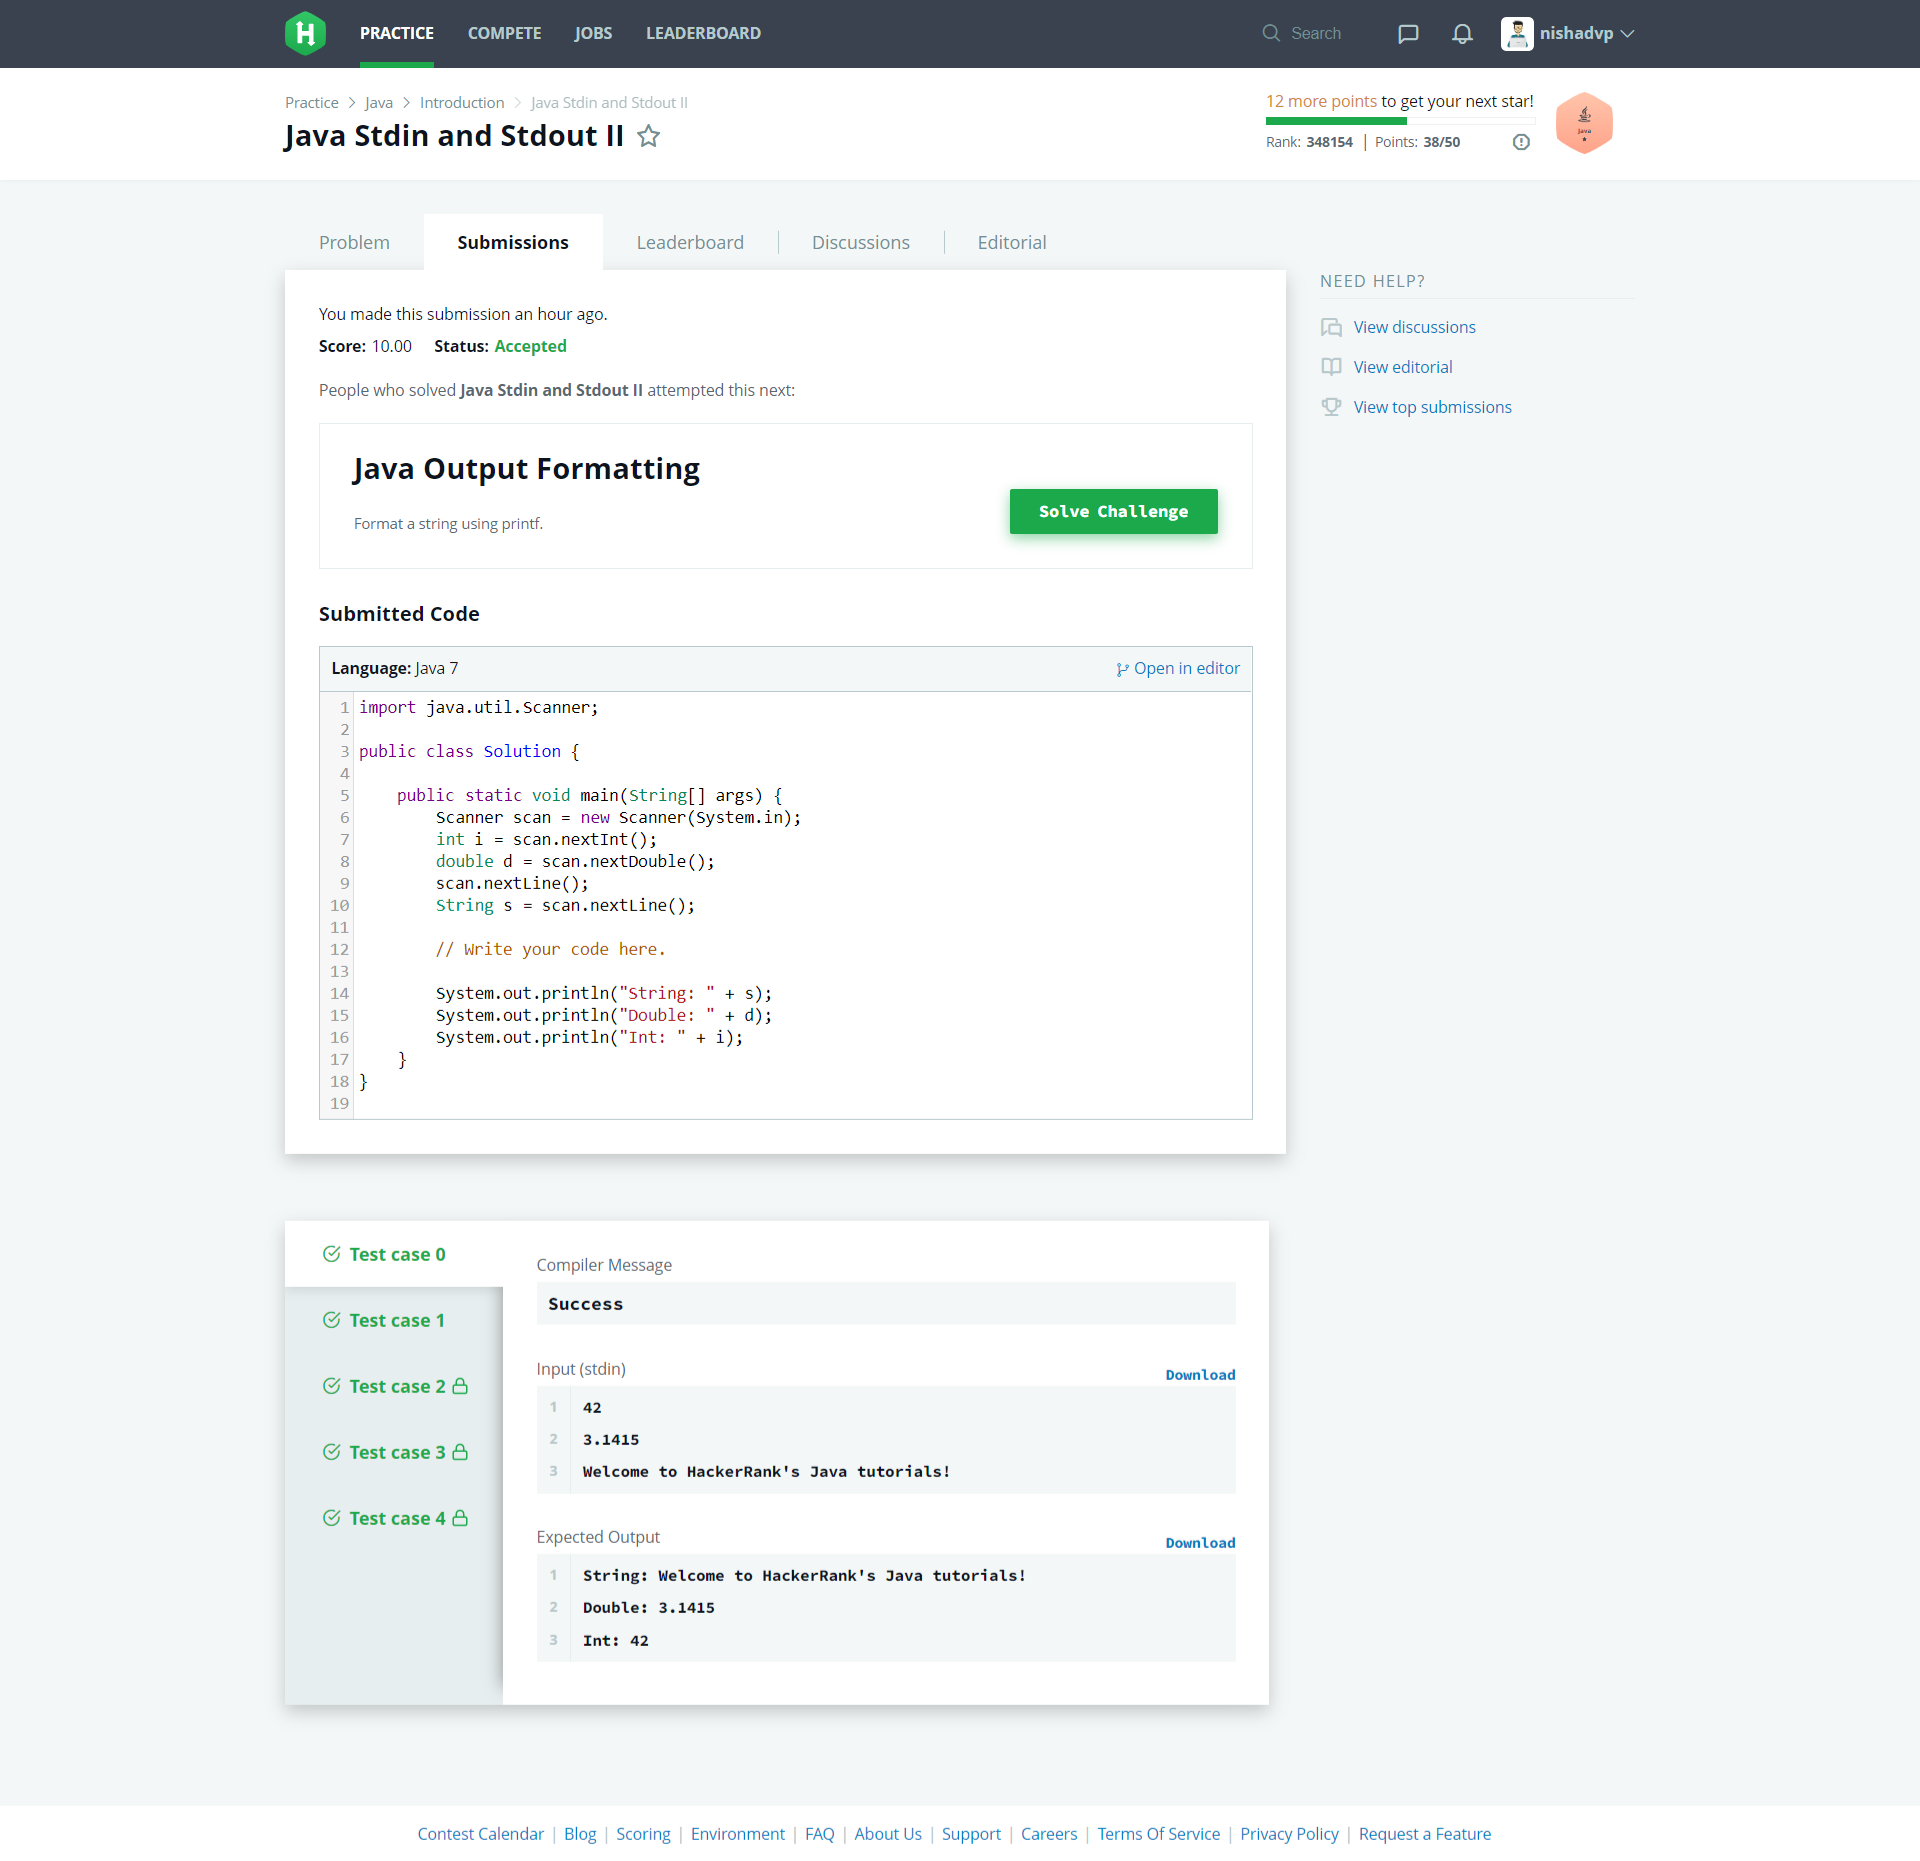 H PRACTICE COMPETE JOBS LEADERBOARD Search nishadvp
Practice > Java > Introduction > Java Stdin and Stdout II
Java Stdin and Stdout II
12 more points to get your next star!
Rank: 348154 | Points: 38/50
Java
Problem Submissions Leaderboard Discussions Editorial
You made this submission an hour ago.
Score: 10.00 Status: Accepted
People who solved Java Stdin and Stdout II attempted this next:
Java Output Formatting
Format a string using printf.
Solve Challenge
Submitted Code
Language: Java 7 Open in editor
1 import java.util.Scanner;
2
3 public class Solution {
4
5     public static void main(String[] args) {
6         Scanner scan = new Scanner(System.in);
7         int i = scan.nextInt();
8         double d = scan.nextDouble();
9         scan.nextLine();
10         String s = scan.nextLine();
11
12         // Write your code here.
13
14         System.out.println("String: " + s);
15         System.out.println("Double: " + d);
16         System.out.println("Int: " + i);
17     }
18 }
19
NEED HELP?
View discussions
View editorial
View top submissions
Test case 0
Test case 1
Test case 2
Test case 3
Test case 4
Compiler Message
Success
Input (stdin) Download
1 42
2 3.1415
3 Welcome to HackerRank's Java tutorials!
Expected Output Download
1 String: Welcome to HackerRank's Java tutorials!
2 Double: 3.1415
3 Int: 42
Contest Calendar | Blog | Scoring | Environment | FAQ | About Us | Support | Careers | Terms Of Service | Privacy Policy | Request a Feature